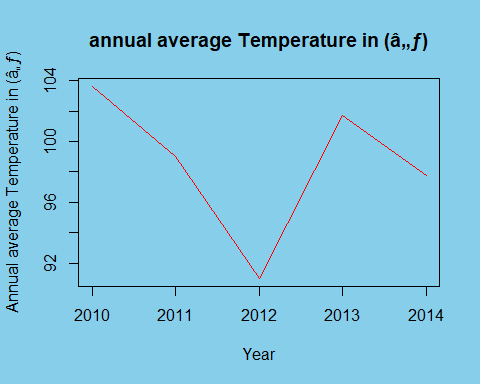 annual average Temperature in (â„ƒ)
Annual average Temperature in (â„ƒ)
104
100
96
92
2010 2011 2012 2013 2014
Year